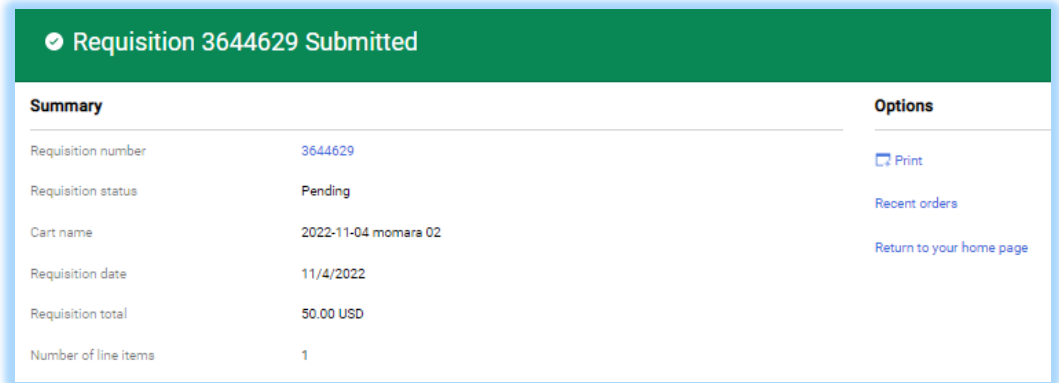 Requisition 3644629 Submitted
Summary
Options
Requisition number 3644629
Print
Requisition status Pending
Recent orders
Cart name 2022-11-04 momara 02
Return to your home page
Requisition date 11/4/2022
Requisition total 50.00 USD
Number of line items 1